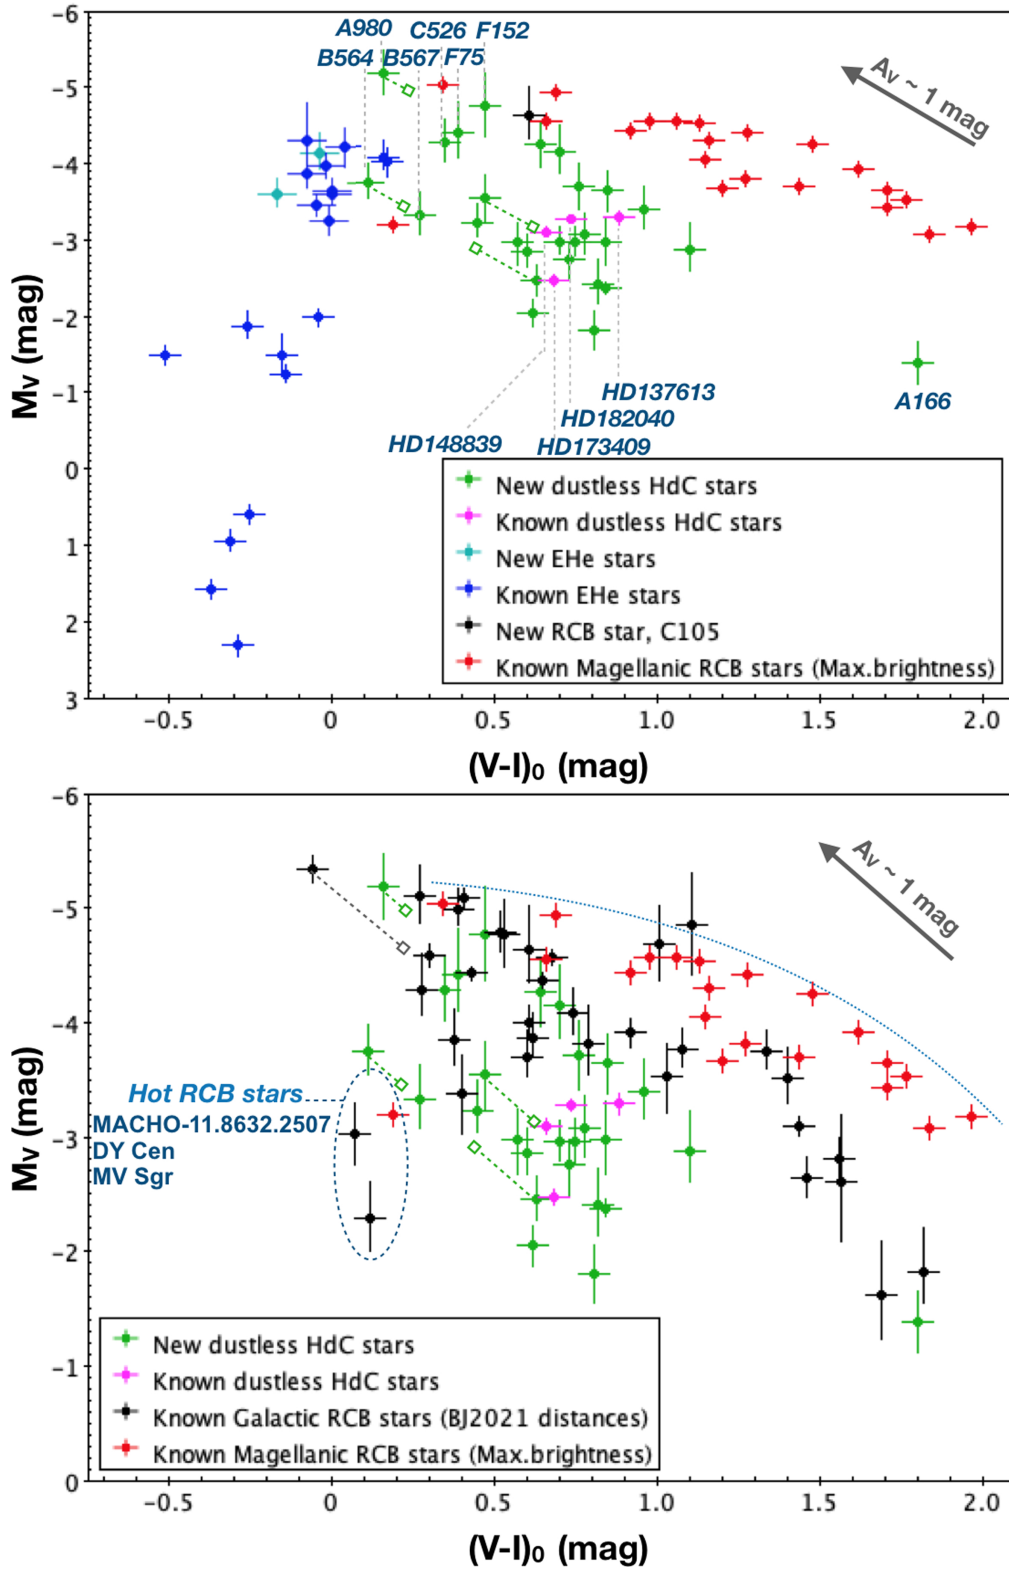 −6
A980 C526 F152
B564 B567 F75
Av ~ 1 mag
−5
−4
−3
−2
−1
0
1
2
3
Mv (mag)
HD137613
A166
HD182040
HD148839
HD173409
New dustless HdC stars
Known dustless HdC stars
New EHe stars
Known EHe stars
New RCB star, C105
Known Magellanic RCB stars (Max.brightness)
−0.5 0 0.5 1.0 1.5 2.0
(V-I)0 (mag)
−6
Av ~ 1 mag
−5
−4
−3
−2
−1
0
Mv (mag)
Hot RCB stars
MACHO-11.8632.2507
DY Cen
MV Sgr
New dustless HdC stars
Known dustless HdC stars
Known Galactic RCB stars (BJ2021 distances)
Known Magellanic RCB stars (Max.brightness)
−0.5 0 0.5 1.0 1.5 2.0
(V-I)0 (mag)